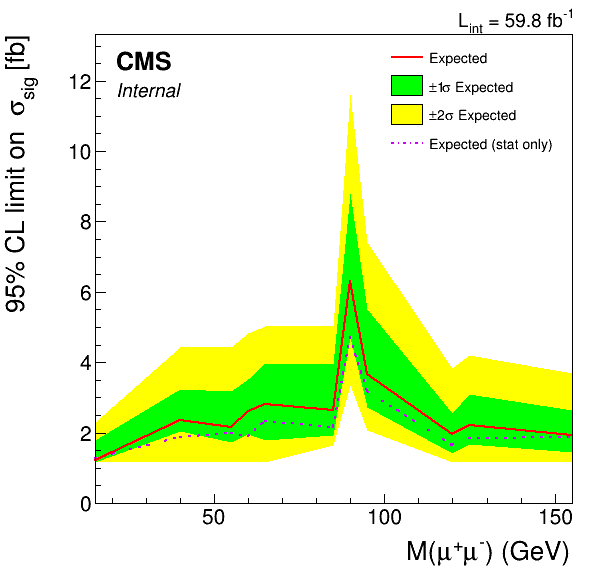 L_int = 59.8 fb^-1
95% CL limit on σ_sig [fb]
CMS
Internal
Expected
±1σ Expected
±2σ Expected
Expected (stat only)
12
10
8
6
4
2
0
50 100 150
M(μ⁺μ⁻) (GeV)